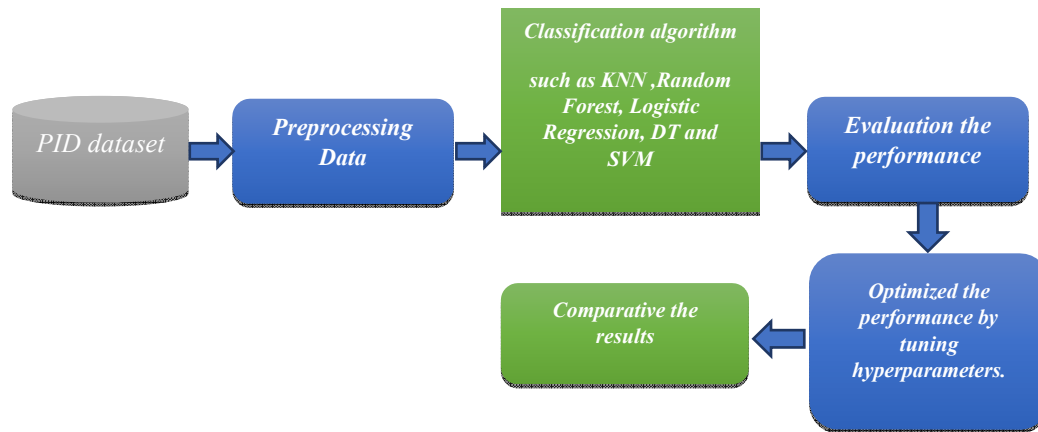 PID dataset
Preprocessing
Data
Classification algorithm
such as KNN ,Random
Forest, Logistic
Regression, DT and
SVM
Evaluation the
performance
Optimized the
performance by
tuning
hyperparameters.
Comparative the
results